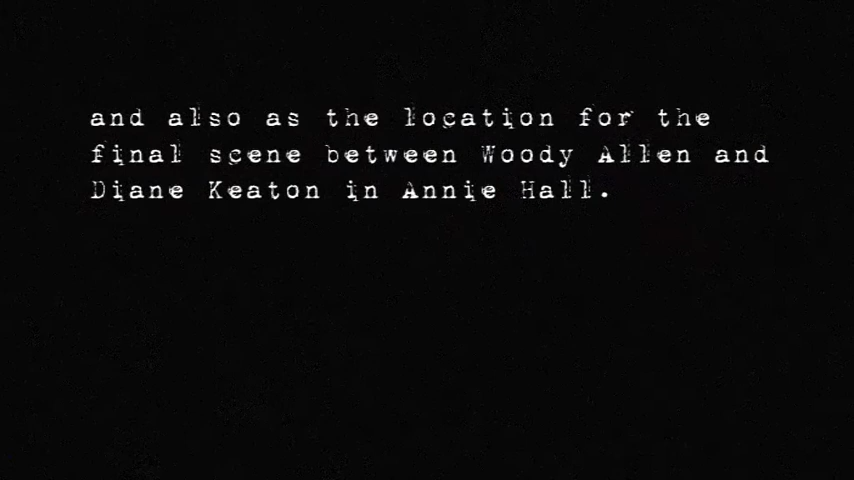 and also as the location for the
final scene between Woody Allen and
Diane Keaton in Annie Hall.